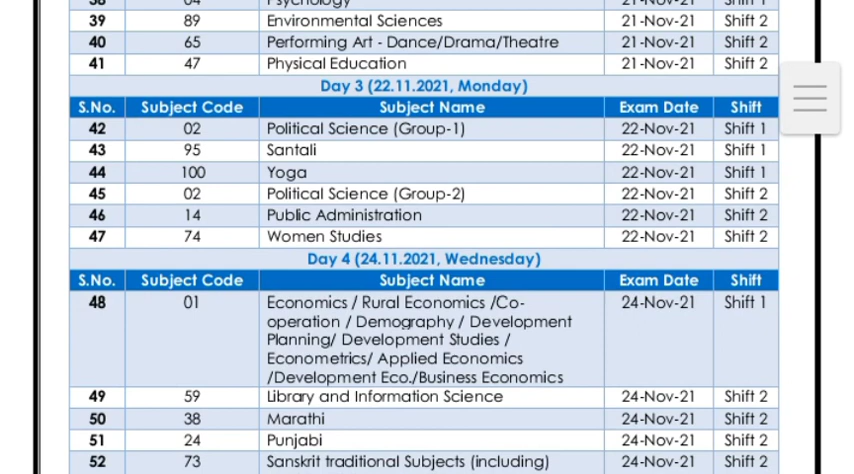 38 04 Psychology 21-Nov-21 Shift 1
39 89 Environmental Sciences 21-Nov-21 Shift 2
40 65 Performing Art - Dance/Drama/Theatre 21-Nov-21 Shift 2
41 47 Physical Education 21-Nov-21 Shift 2
Day 3 (22.11.2021, Monday)
S.No. Subject Code Subject Name Exam Date Shift
42 02 Political Science (Group-1) 22-Nov-21 Shift 1
43 95 Santali 22-Nov-21 Shift 1
44 100 Yoga 22-Nov-21 Shift 1
45 02 Political Science (Group-2) 22-Nov-21 Shift 2
46 14 Public Administration 22-Nov-21 Shift 2
47 74 Women Studies 22-Nov-21 Shift 2
Day 4 (24.11.2021, Wednesday)
S.No. Subject Code Subject Name Exam Date Shift
48 01 Economics / Rural Economics /Co- 24-Nov-21 Shift 1
operation / Demography / Development
Planning/ Development Studies /
Econometrics/ Applied Economics
/Development Eco./Business Economics
49 59 Library and Information Science 24-Nov-21 Shift 2
50 38 Marathi 24-Nov-21 Shift 2
51 24 Punjabi 24-Nov-21 Shift 2
52 73 Sanskrit traditional Subjects (including) 24-Nov-21 Shift 2